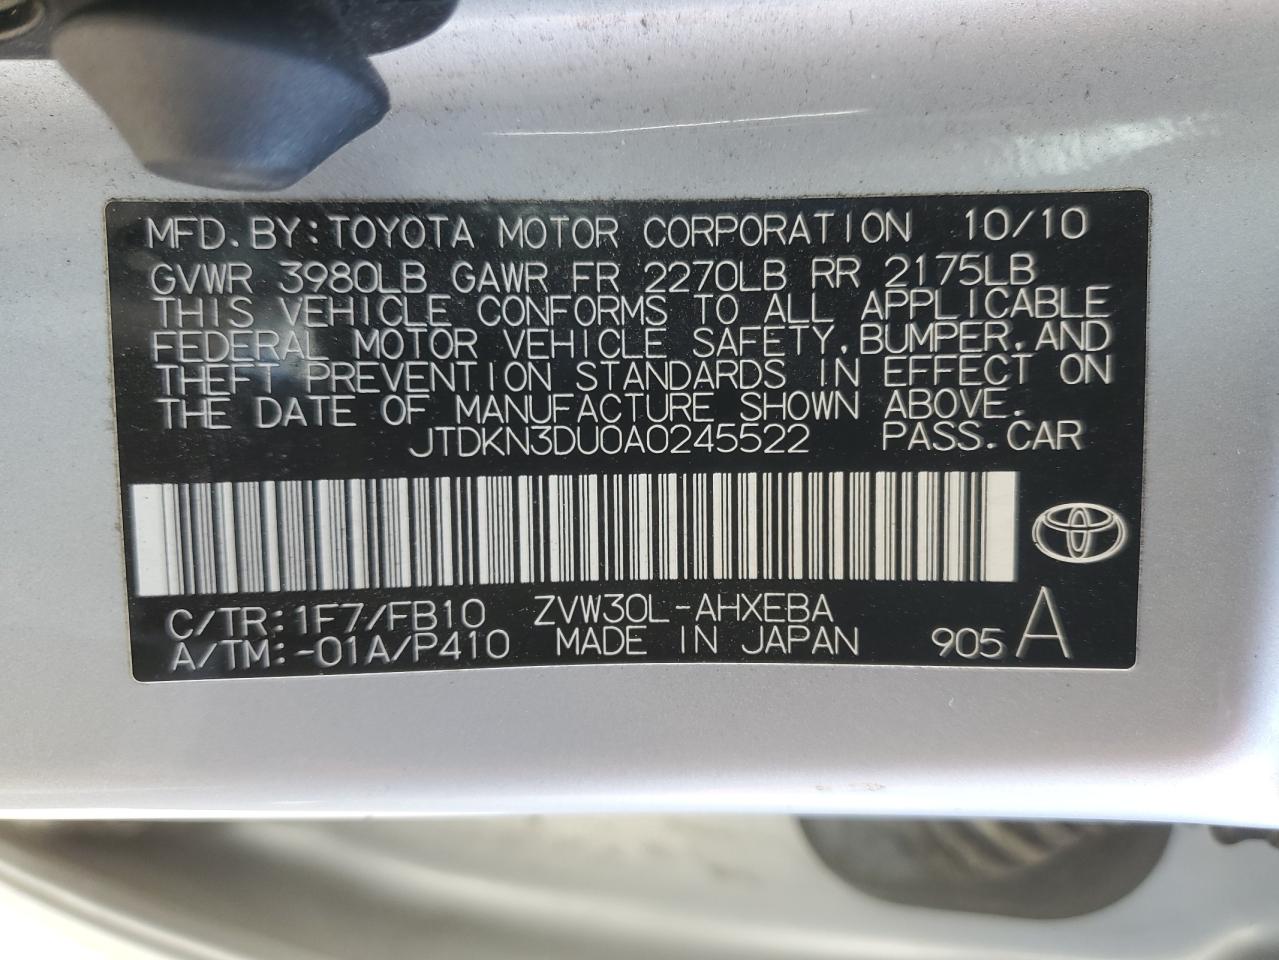 MFD. BY: TOYOTA MOTOR CORPORATION 10/10
GVWR 3980LB GAWR FR 2270LB RR 2175LB
THIS VEHICLE CONFORMS TO ALL APPLICABLE
FEDERAL MOTOR VEHICLE SAFETY, BUMPER, AND
THEFT PREVENTION STANDARDS IN EFFECT ON
THE DATE OF MANUFACTURE SHOWN ABOVE.
JTDKN3DU0A0245522 PASS. CAR
C/TR: 1F7/FB10 ZVW30L-AHXEBA
A/TM: -01A/P410 MADE IN JAPAN 905 A